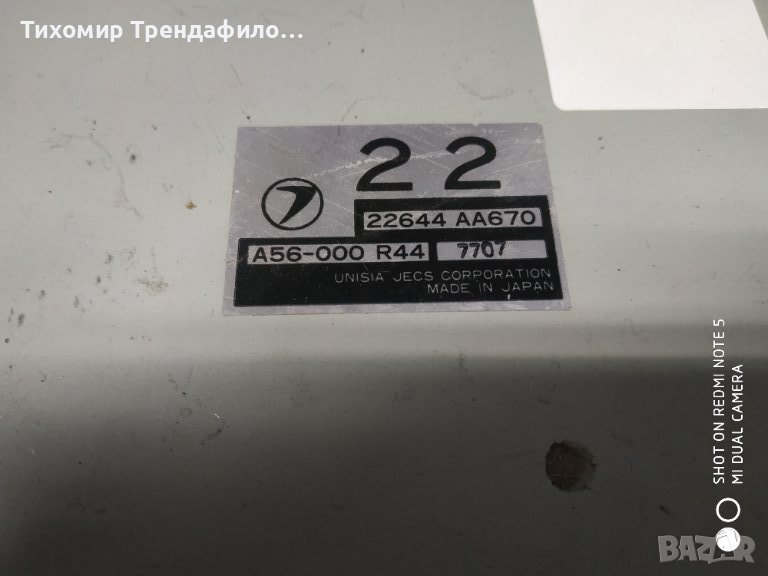 Тихомир Трендафило...
22
22644 AA670
A56-000 R44 7707
UNISIA JECS CORPORATION
MADE IN JAPAN
SHOT ON REDMI NOTE 5
MI DUAL CAMERA
BAZAR